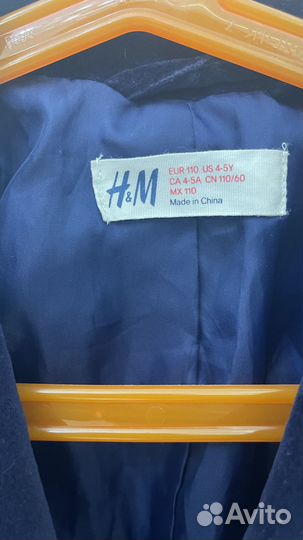 H&M
EUR 110 US 4-5Y
CA 4-5A CN 110/60
MX 110
Made in China
Avito